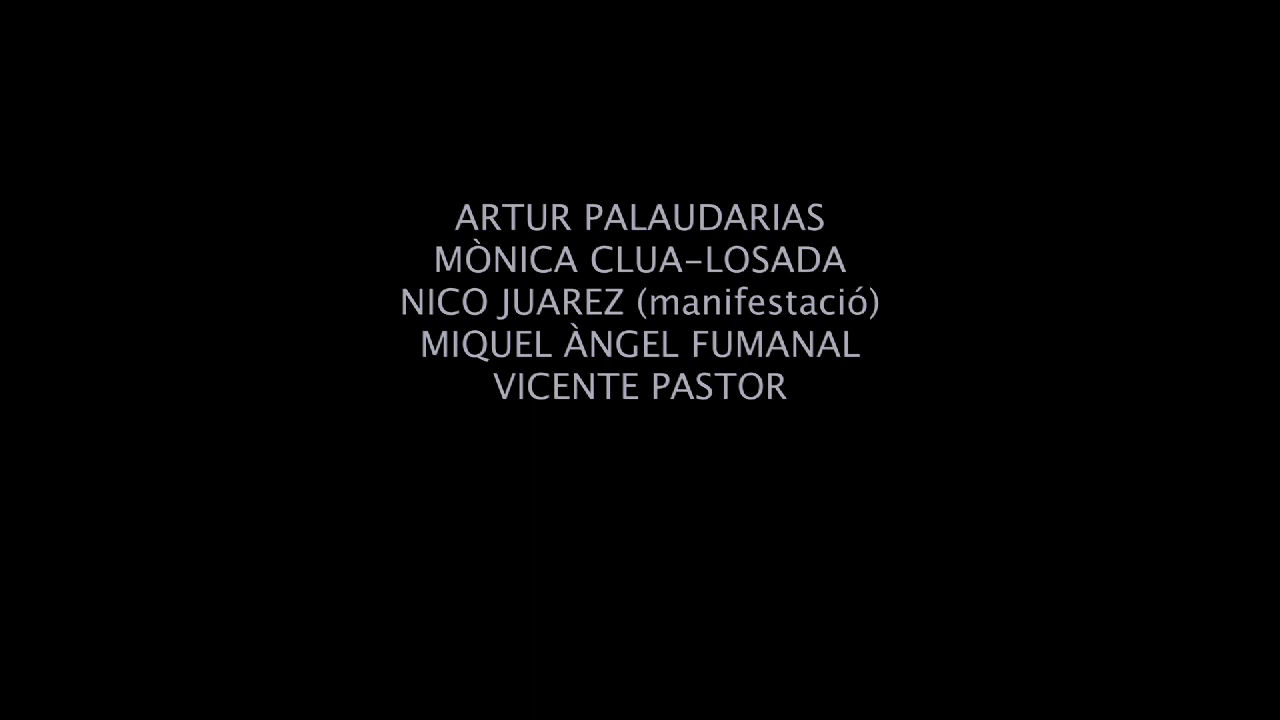 ARTUR PALAUDARIAS
MÒNICA CLUA-LOSADA
NICO JUAREZ (manifestació)
MIQUEL ÀNGEL FUMANAL
VICENTE PASTOR